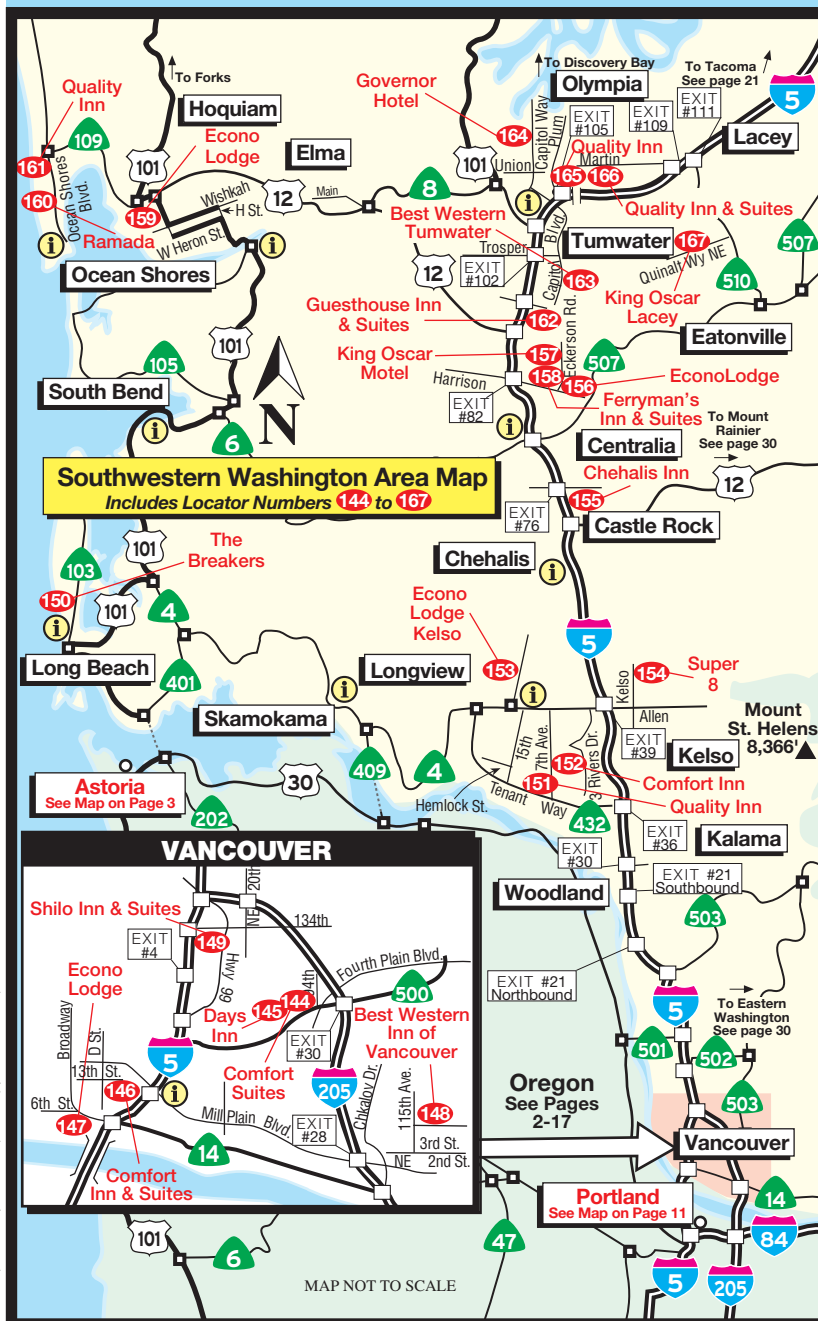 To Forks
To Discovery Bay
Olympia
To Tacoma
See page 21
5
Quality
Inn
Hoquiam
Governor
Hotel
164
Capitol Way
Plum
EXIT
#105
EXIT
#109
EXIT
#111
Lacey
109
101
Econo
Lodge
Elma
101
Union
Quality Inn
Martin
161
Ocean Shores
Blvd.
160
Ramada
159
Wishkah
H St.
W Heron St.
12
Main
8
165
166
Quality Inn & Suites
Best Western
Tumwater
Blvd.
Capitol
Tumwater
167
507
i
i
i
Ocean Shores
Trosper
EXIT
#102
12
163
Quinalt Wy NE
King Oscar
Lacey
510
Guesthouse Inn
& Suites
162
Eatonville
101
105
King Oscar
Motel
157
Eckerson Rd.
507
South Bend
Harrison
158
156
EconoLodge
EXIT
#82
Ferryman's
Inn & Suites
i
N
6
i
Centralia
To Mount
Rainier
See page 30
Southwestern Washington Area Map
Includes Locator Numbers 144 to 167
Chehalis Inn
155
12
EXIT
#76
Castle Rock
101
The
Breakers
Chehalis
i
103
150
101
4
Econo
Lodge
Kelso
5
i
Long Beach
401
Longview
153
Kelso
154
Super
8
i
i
Skamokama
Allen
EXIT
#39
Mount
St. Helens
8,366'
Kelso
Astoria
See Map on Page 3
30
409
4
15th
7th Ave.
3 Rivers Dr.
152
Comfort Inn
151
Quality Inn
Hemlock St.
Tenant Way
432
202
EXIT
#36
Kalama
EXIT
#30
EXIT #21
Southbound
Woodland
503
EXIT #21
Northbound
5
To Eastern
Washington
See page 30
501
502
503
Oregon
See Pages
2-17
Vancouver
14
Portland
See Map on Page 11
84
5
205
47
VANCOUVER
NE 20th
Shilo Inn & Suites
149
134th
EXIT
#4
Hwy 99
Fourth Plain Blvd.
94th
500
Econo
Lodge
Broadway
D St.
Days
Inn
145
144
EXIT
#30
Best Western
Inn of
Vancouver
5
Comfort
Suites
13th St.
146
i
205
Chkalov Dr.
115th Ave.
148
6th St.
147
Mill Plain Blvd.
EXIT
#28
3rd St.
NE 2nd St.
14
Comfort
Inn & Suites
101
6
MAP NOT TO SCALE